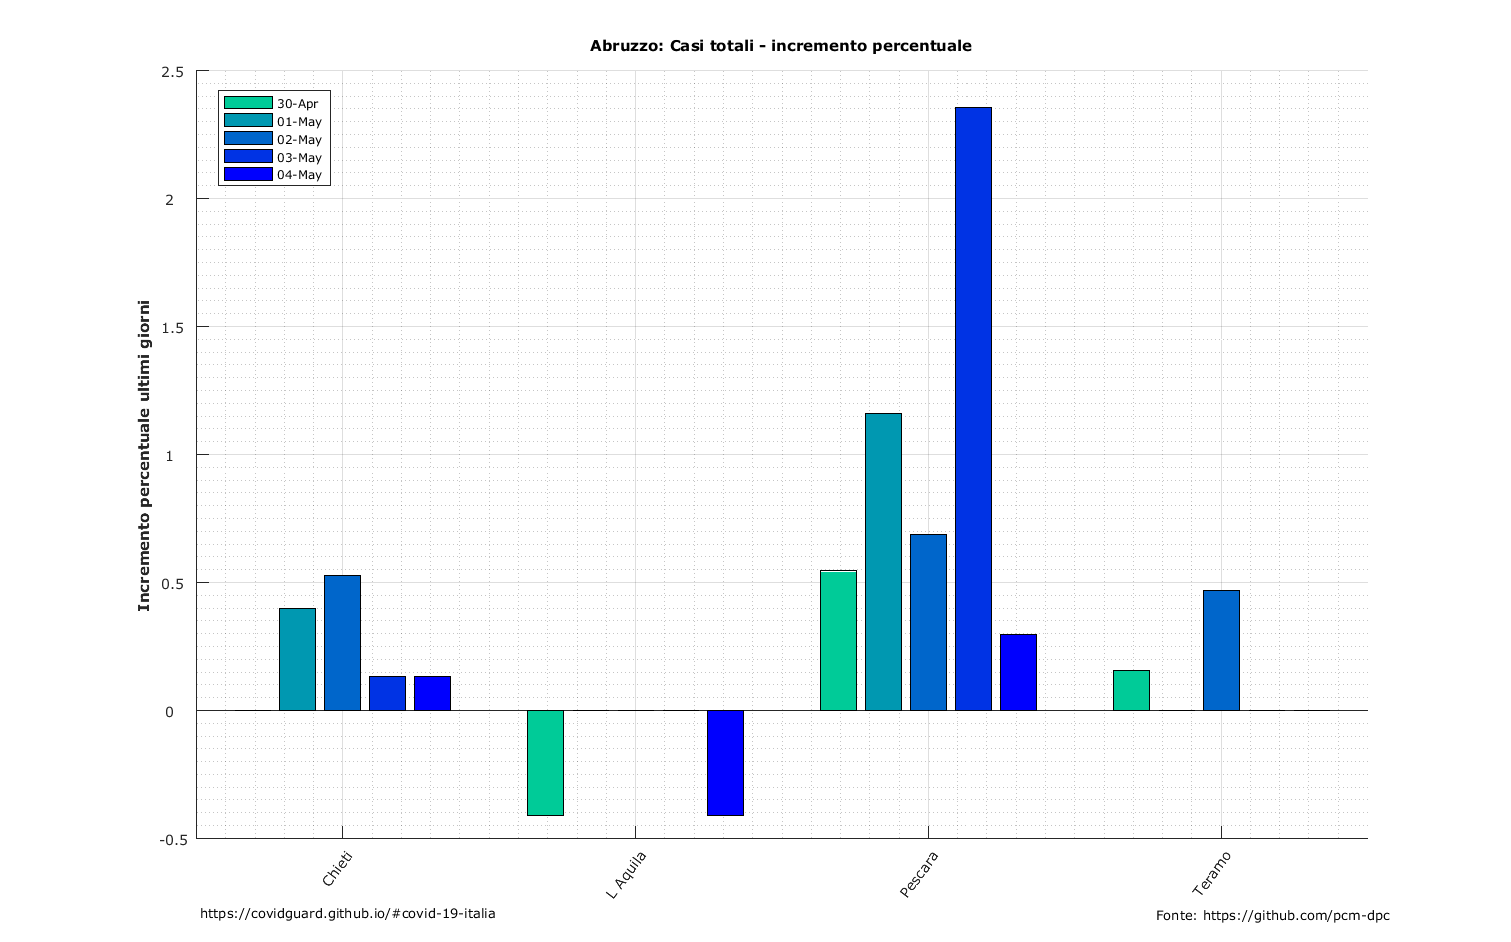 Abruzzo: Casi totali - incremento percentuale
2.5
2
1.5
1
0.5
0
-0.5
Incremento percentuale ultimi giorni
30-Apr
01-May
02-May
03-May
04-May
Chieti
L Aquila
Pescara
Teramo
https://covidguard.github.io/#covid-19-italia
Fonte: https://github.com/pcm-dpc